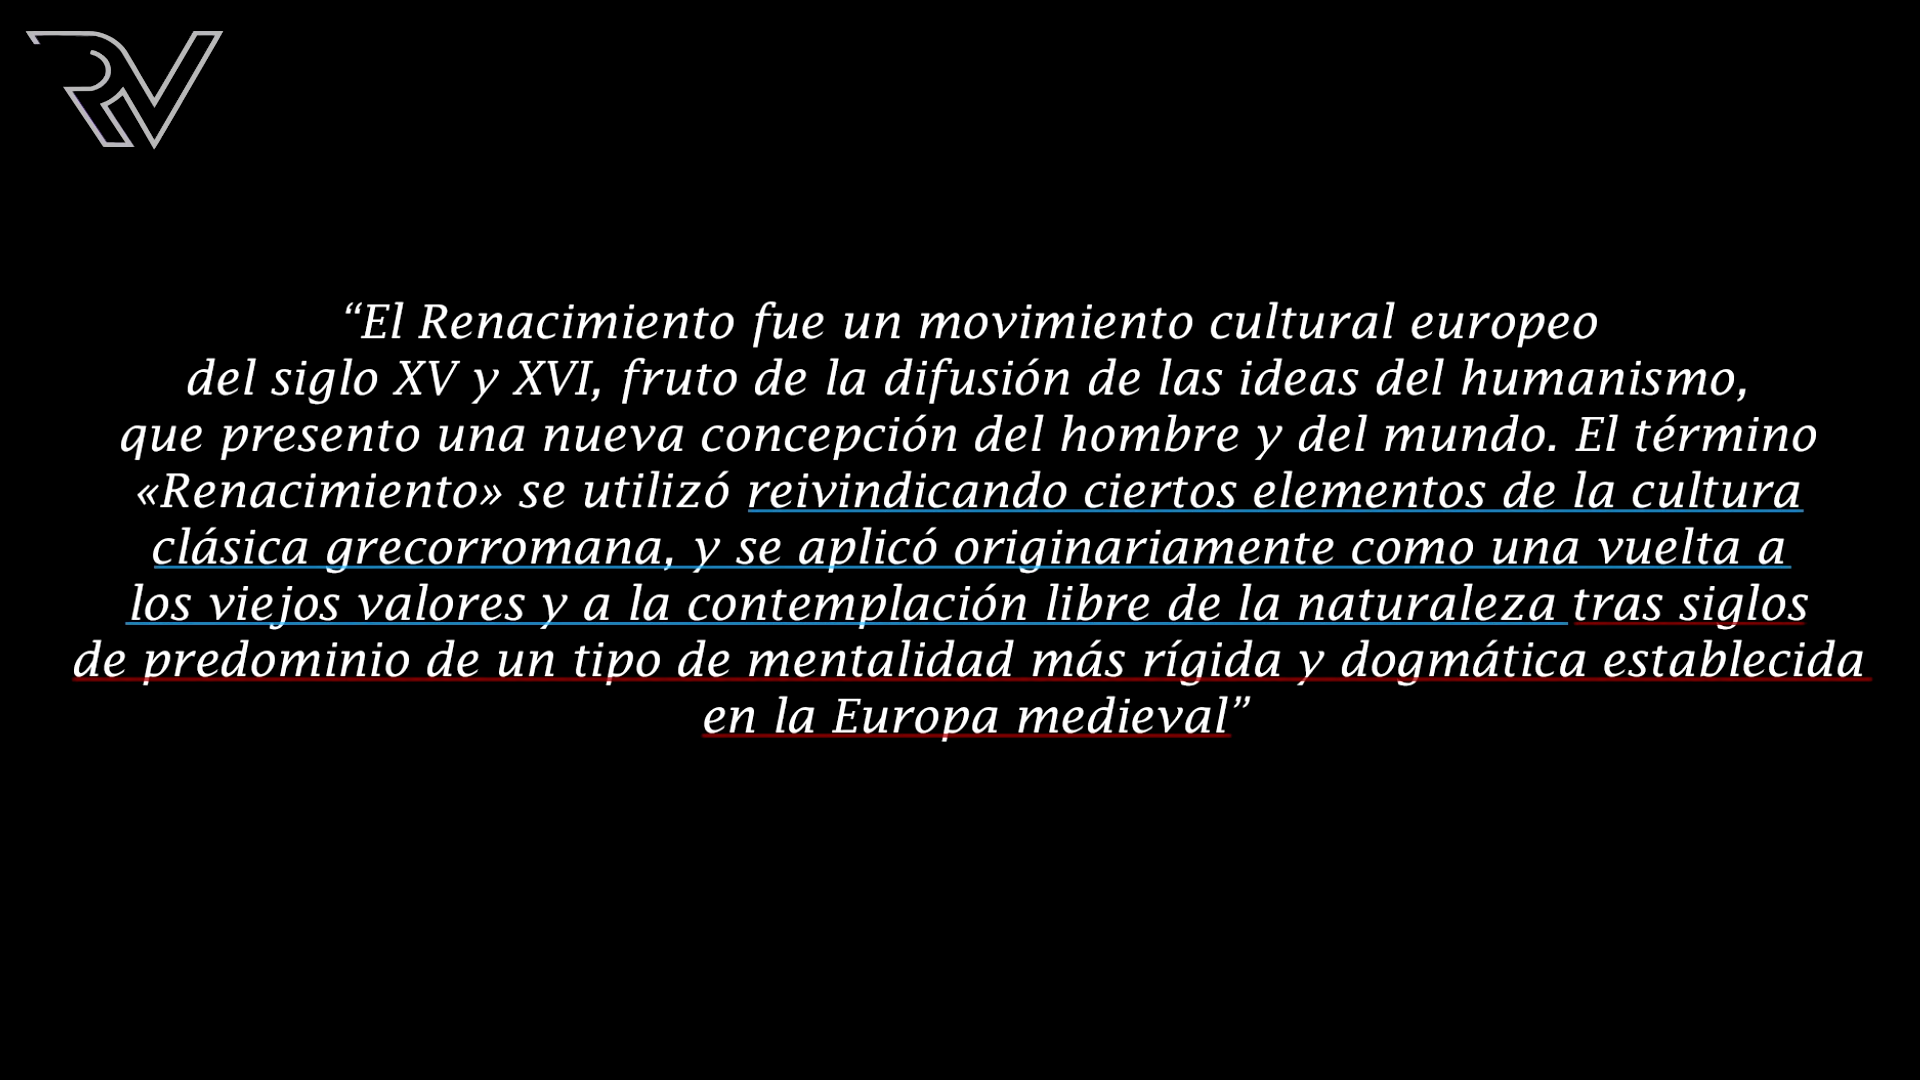 RV
“El Renacimiento fue un movimiento cultural europeo
del siglo XV y XVI, fruto de la difusión de las ideas del humanismo,
que presento una nueva concepción del hombre y del mundo. El término
«Renacimiento» se utilizó reivindicando ciertos elementos de la cultura
clásica grecorromana, y se aplicó originariamente como una vuelta a
los viejos valores y a la contemplación libre de la naturaleza tras siglos
de predominio de un tipo de mentalidad más rígida y dogmática establecida
en la Europa medieval”